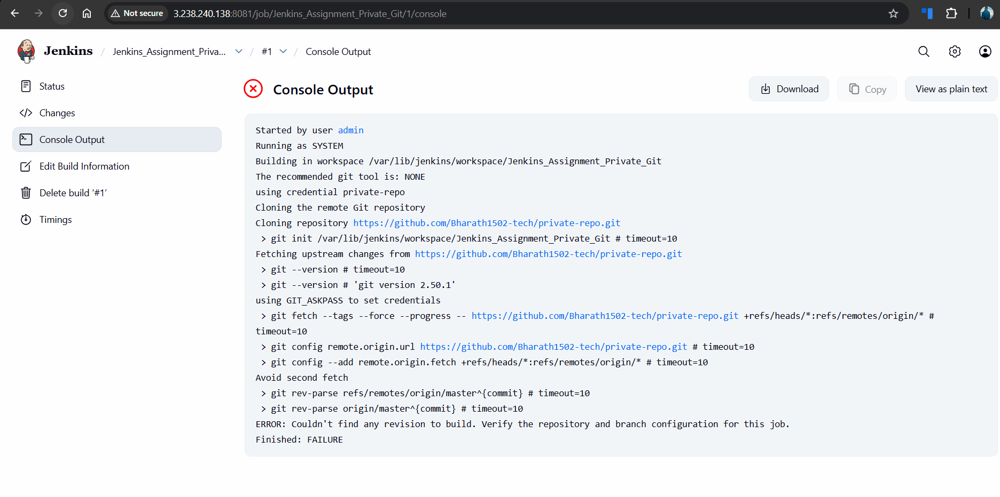 Not secure 3.238.240.138:8081/job/Jenkins_Assignment_Private_Git/1/console
Jenkins / Jenkins_Assignment_Priva... / #1 / Console Output
Status
Changes
Console Output
Edit Build Information
Delete build ‘#1’
Timings
Console Output
Download
Copy
View as plain text
Started by user admin
Running as SYSTEM
Building in workspace /var/lib/jenkins/workspace/Jenkins_Assignment_Private_Git
The recommended git tool is: NONE
using credential private-repo
Cloning the remote Git repository
Cloning repository https://github.com/Bharath1502-tech/private-repo.git
> git init /var/lib/jenkins/workspace/Jenkins_Assignment_Private_Git # timeout=10
Fetching upstream changes from https://github.com/Bharath1502-tech/private-repo.git
> git --version # timeout=10
> git --version # 'git version 2.50.1'
using GIT_ASKPASS to set credentials
> git fetch --tags --force --progress -- https://github.com/Bharath1502-tech/private-repo.git +refs/heads/*:refs/remotes/origin/* #
timeout=10
> git config remote.origin.url https://github.com/Bharath1502-tech/private-repo.git # timeout=10
> git config --add remote.origin.fetch +refs/heads/*:refs/remotes/origin/* # timeout=10
Avoid second fetch
> git rev-parse refs/remotes/origin/master^{commit} # timeout=10
> git rev-parse origin/master^{commit} # timeout=10
ERROR: Couldn't find any revision to build. Verify the repository and branch configuration for this job.
Finished: FAILURE